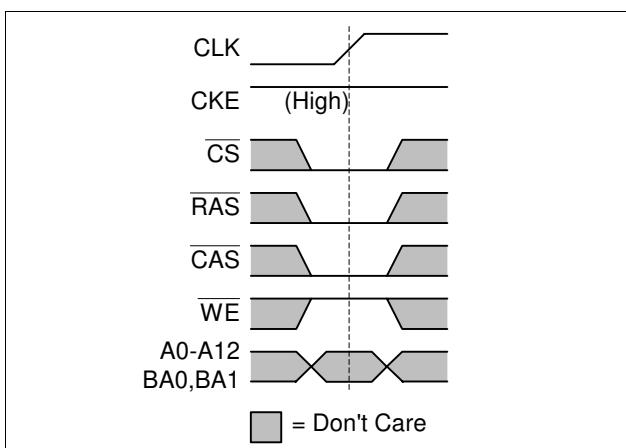 CLK
CKE (High)
CS
RAS
CAS
WE
A0-A12
BA0,BA1
= Don't Care